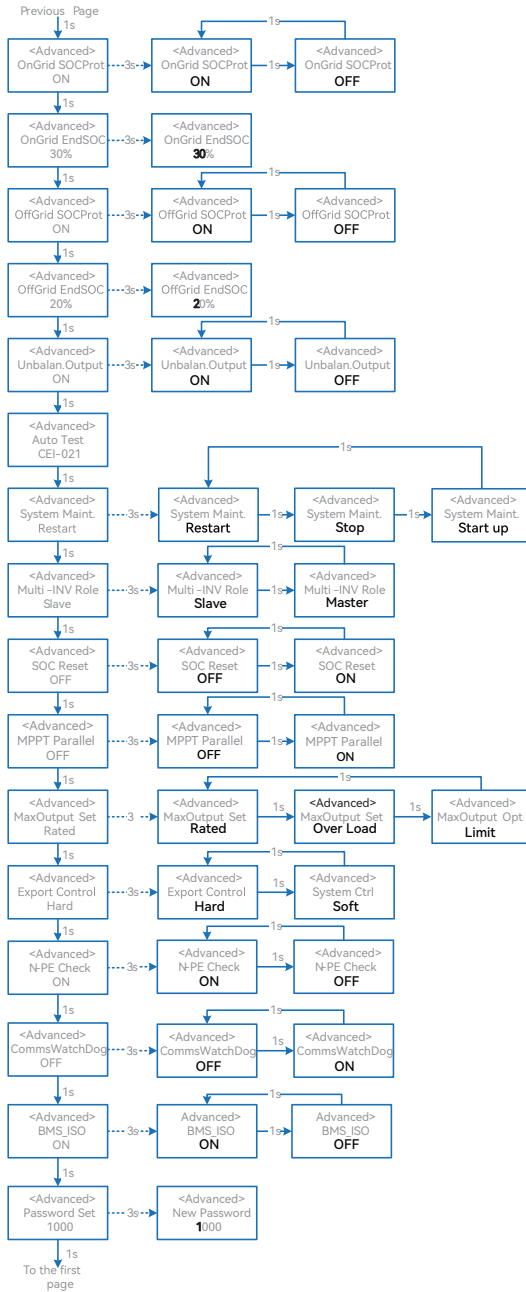 Previous Page
1s
1s
<Advanced>
OnGrid SOCProt
ON
3s
<Advanced>
OnGrid SOCProt
ON
1s
<Advanced>
OnGrid SOCProt
OFF
1s
<Advanced>
OnGrid EndSOC
30%
3s
<Advanced>
OnGrid EndSOC
30%
1s
1s
<Advanced>
OffGrid SOCProt
ON
3s
<Advanced>
OffGrid SOCProt
ON
1s
<Advanced>
OffGrid SOCProt
OFF
1s
<Advanced>
OffGrid EndSOC
20%
3s
<Advanced>
OffGrid EndSOC
20%
1s
1s
<Advanced>
Unbalan.Output
ON
3s
<Advanced>
Unbalan.Output
ON
1s
<Advanced>
Unbalan.Output
OFF
1s
<Advanced>
Auto Test
CEI-021
1s
1s
<Advanced>
System Maint.
Restart
3s
<Advanced>
System Maint.
Restart
1s
<Advanced>
System Maint.
Stop
1s
<Advanced>
System Maint.
Start up
1s
1s
<Advanced>
Multi -INV Role
Slave
3s
<Advanced>
Multi -INV Role
Slave
1s
<Advanced>
Multi -INV Role
Master
1s
1s
<Advanced>
SOC Reset
OFF
3s
<Advanced>
SOC Reset
OFF
1s
<Advanced>
SOC Reset
ON
1s
1s
<Advanced>
MPPT Parallel
OFF
3s
<Advanced>
MPPT Parallel
OFF
1s
<Advanced>
MPPT Parallel
ON
1s
1s
<Advanced>
MaxOutput Set
Rated
3
<Advanced>
MaxOutput Set
Rated
1s
<Advanced>
MaxOutput Set
Over Load
1s
<Advanced>
MaxOutput Opt
Limit
1s
1s
<Advanced>
Export Control
Hard
3s
<Advanced>
Export Control
Hard
1s
<Advanced>
System Ctrl
Soft
1s
1s
<Advanced>
N-PE Check
ON
3s
<Advanced>
N-PE Check
ON
1s
<Advanced>
N-PE Check
OFF
1s
1s
<Advanced>
CommsWatchDog
OFF
3s
<Advanced>
CommsWatchDog
OFF
1s
<Advanced>
CommsWatchDog
ON
1s
1s
<Advanced>
BMS_ISO
ON
3s
Advanced>
BMS_ISO
ON
1s
Advanced>
BMS_ISO
OFF
1s
<Advanced>
Password Set
1000
3s
<Advanced>
New Password
1000
1s
To the first
page